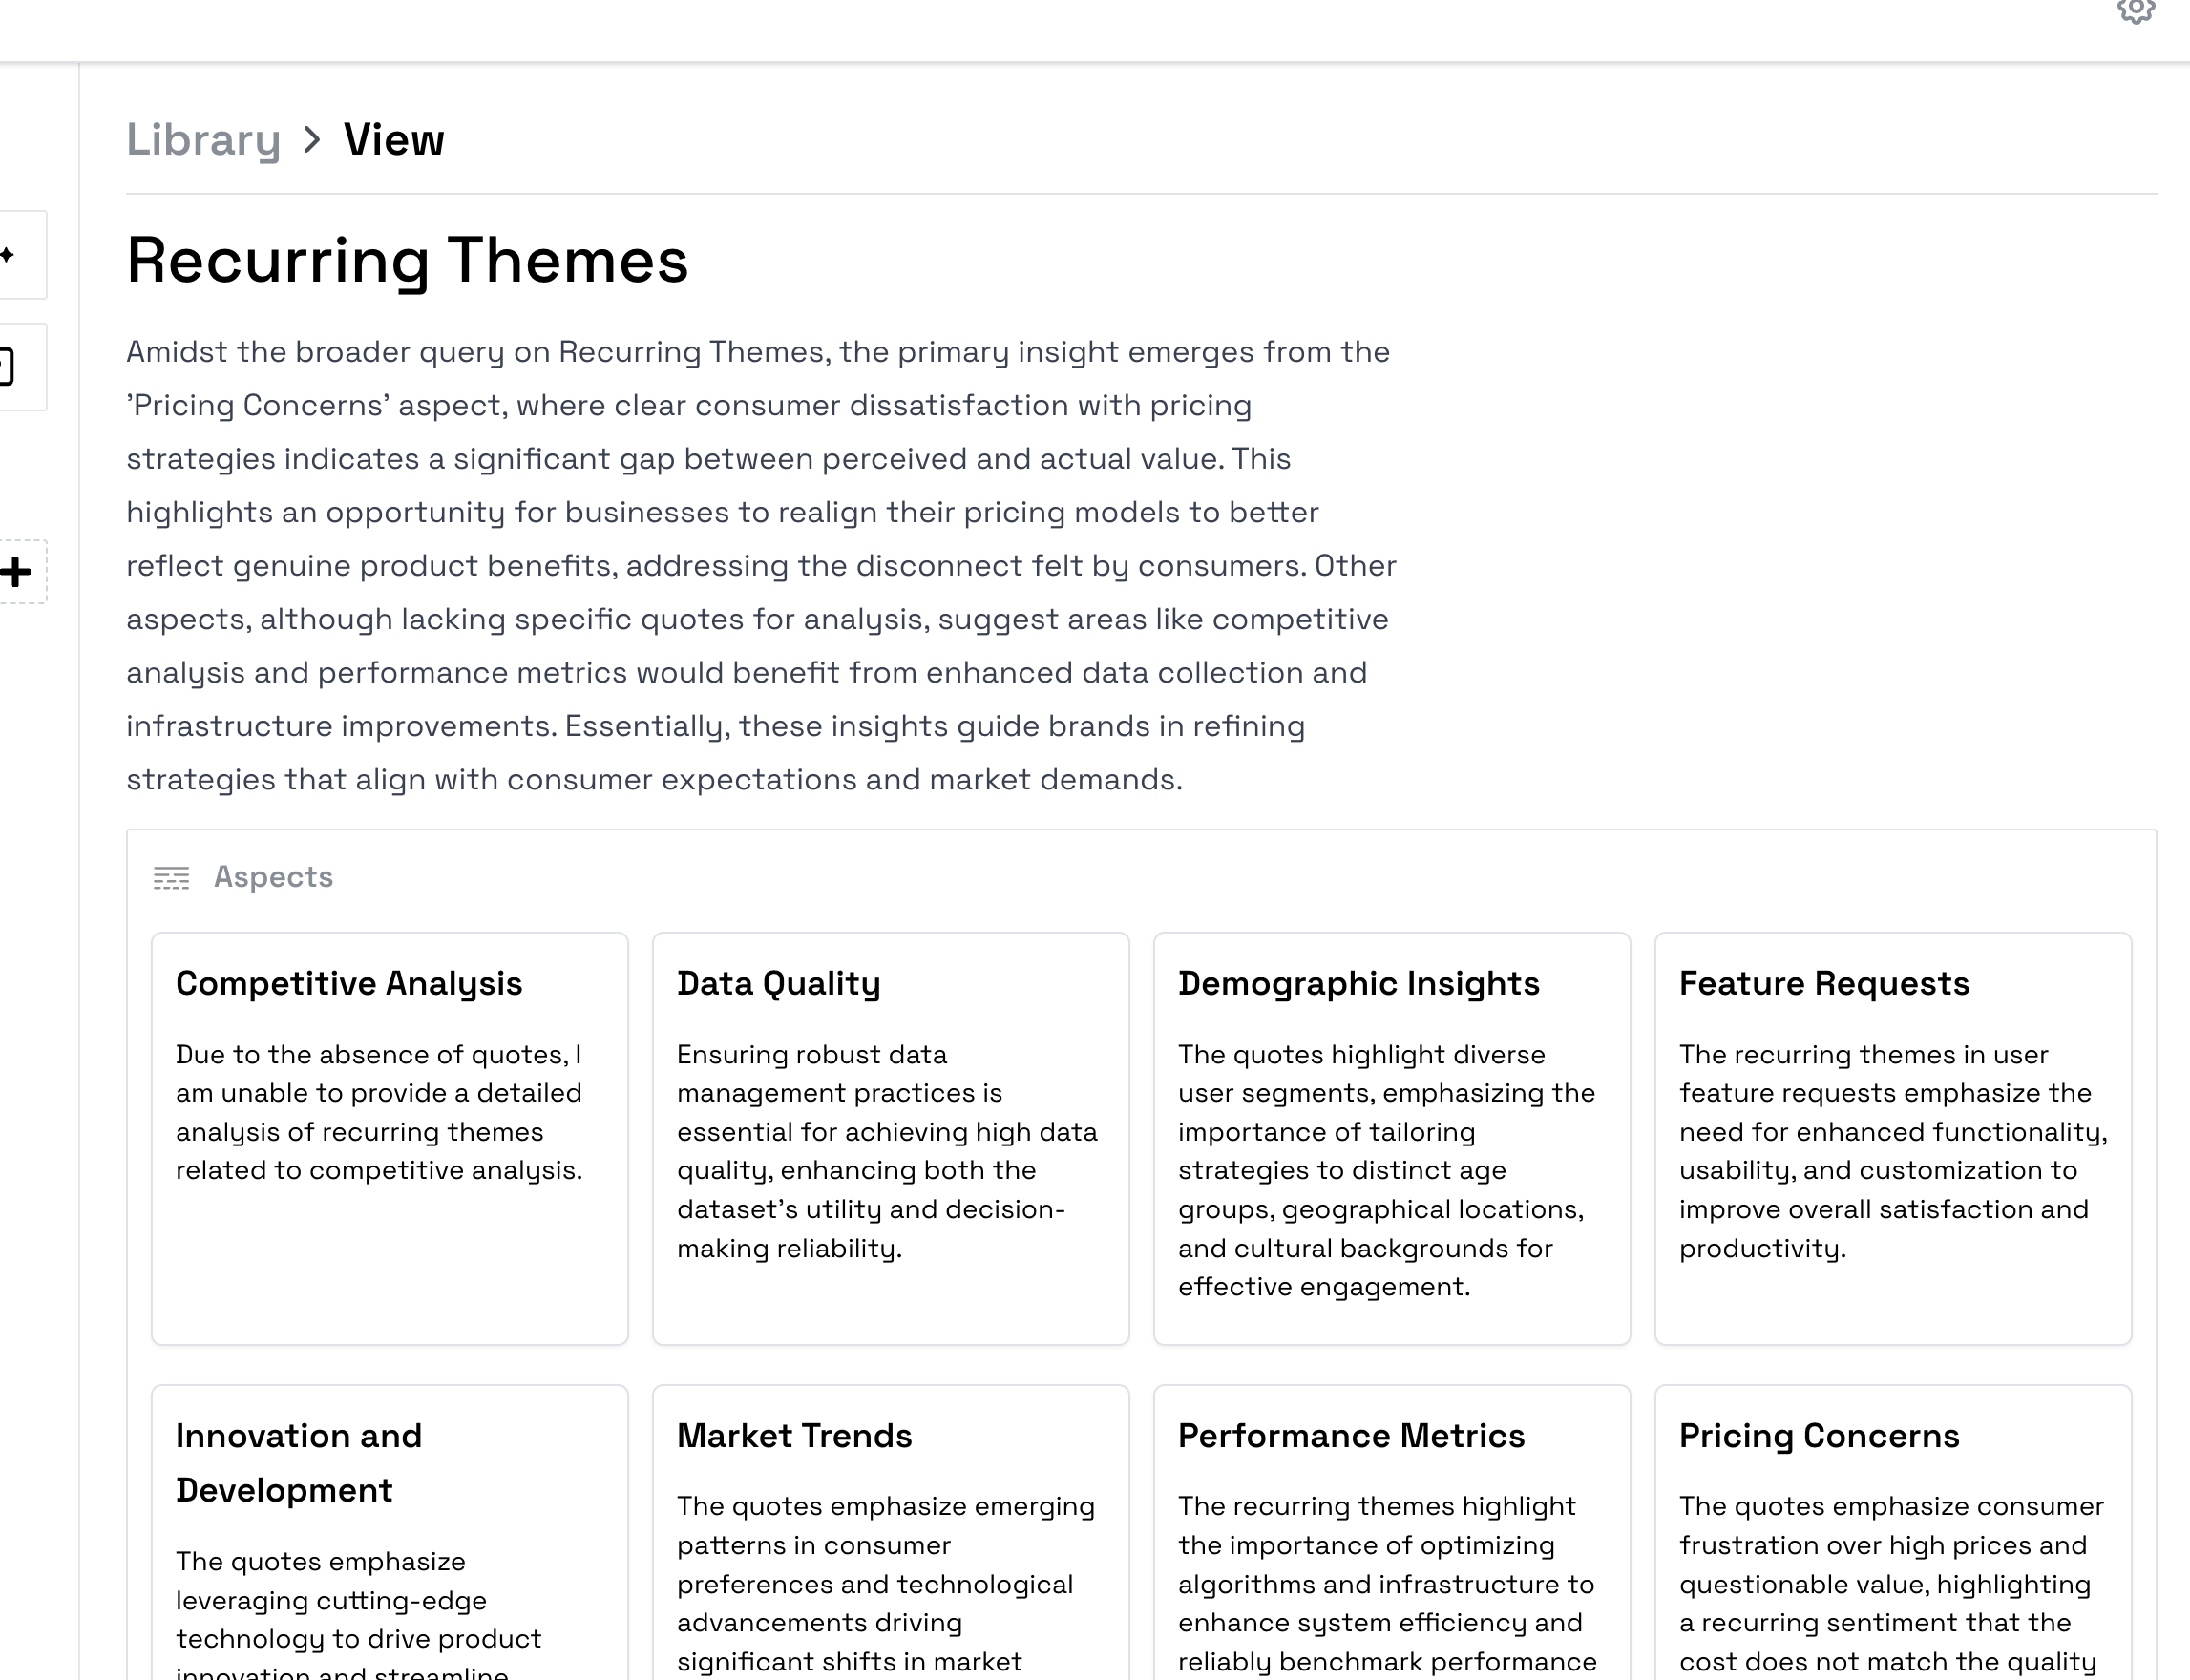 Library > View
Recurring Themes
Amidst the broader query on Recurring Themes, the primary insight emerges from the
'Pricing Concerns' aspect, where clear consumer dissatisfaction with pricing
strategies indicates a significant gap between perceived and actual value. This
highlights an opportunity for businesses to realign their pricing models to better
reflect genuine product benefits, addressing the disconnect felt by consumers. Other
aspects, although lacking specific quotes for analysis, suggest areas like competitive
analysis and performance metrics would benefit from enhanced data collection and
infrastructure improvements. Essentially, these insights guide brands in refining
strategies that align with consumer expectations and market demands.
Aspects
Competitive Analysis
Due to the absence of quotes, I
am unable to provide a detailed
analysis of recurring themes
related to competitive analysis.
Data Quality
Ensuring robust data
management practices is
essential for achieving high data
quality, enhancing both the
dataset's utility and decision-
making reliability.
Demographic Insights
The quotes highlight diverse
user segments, emphasizing the
importance of tailoring
strategies to distinct age
groups, geographical locations,
and cultural backgrounds for
effective engagement.
Feature Requests
The recurring themes in user
feature requests emphasize the
need for enhanced functionality,
usability, and customization to
improve overall satisfaction and
productivity.
Innovation and
Development
The quotes emphasize
leveraging cutting-edge
technology to drive product
innovation and streamline
Market Trends
The quotes emphasize emerging
patterns in consumer
preferences and technological
advancements driving
significant shifts in market
Performance Metrics
The recurring themes highlight
the importance of optimizing
algorithms and infrastructure to
enhance system efficiency and
reliably benchmark performance
Pricing Concerns
The quotes emphasize consumer
frustration over high prices and
questionable value, highlighting
a recurring sentiment that the
cost does not match the quality